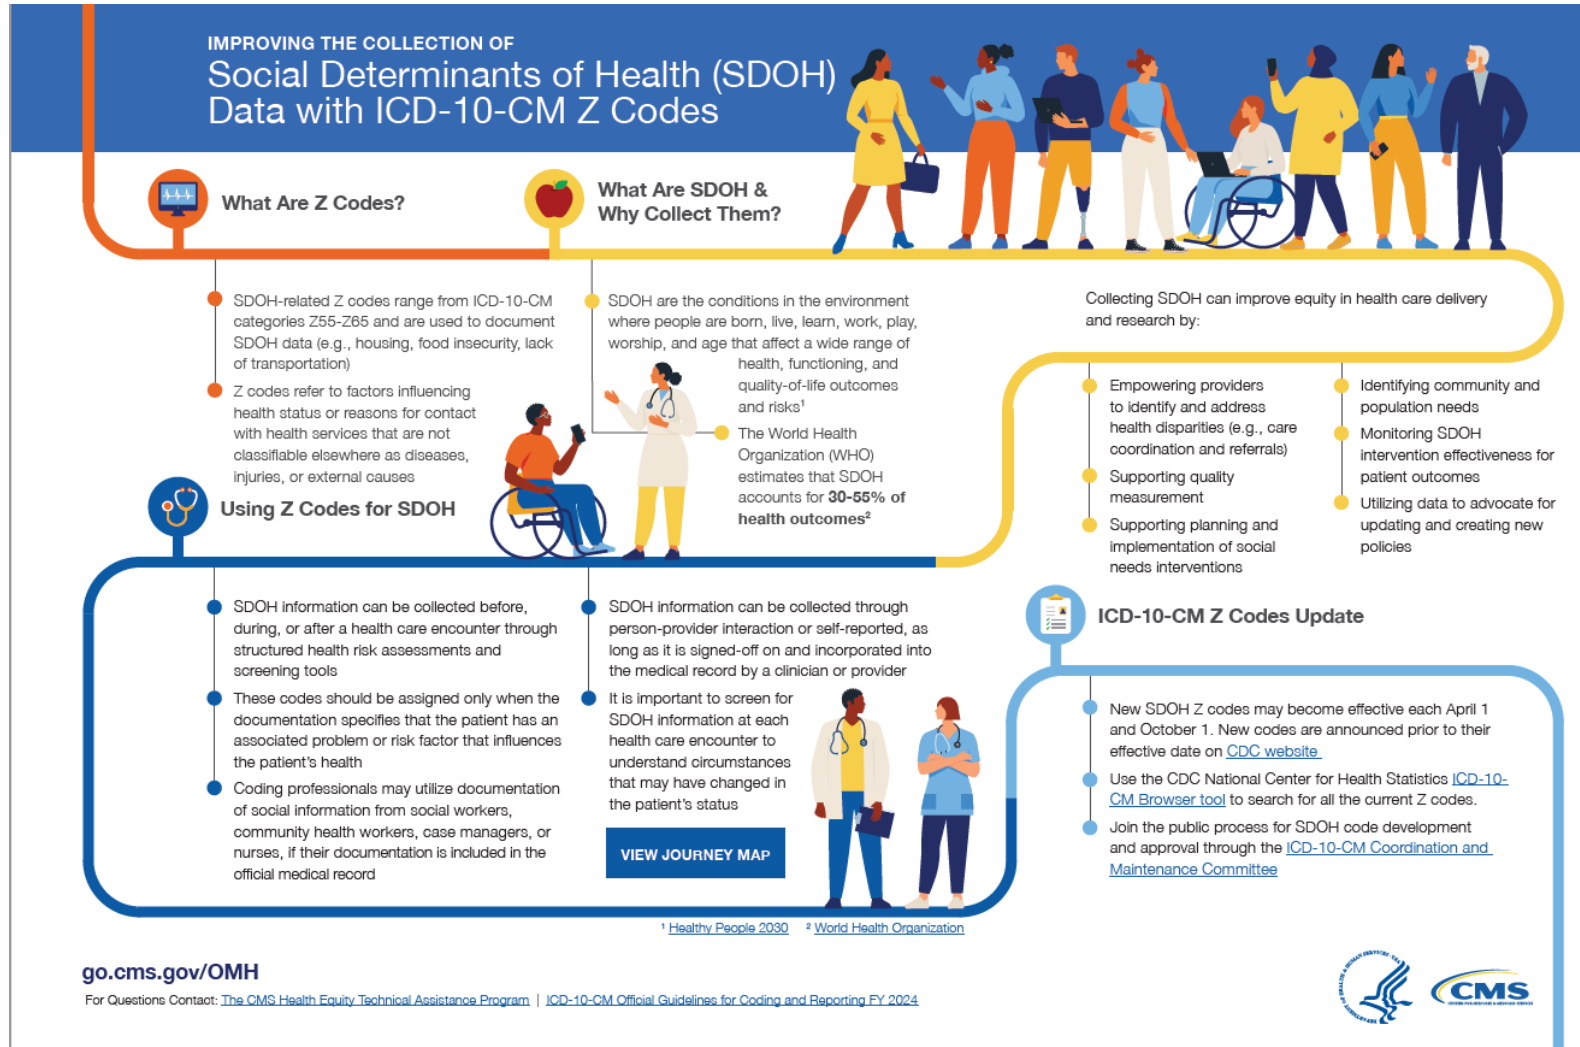 IMPROVING THE COLLECTION OF
Social Determinants of Health (SDOH)
Data with ICD-10-CM Z Codes
What Are Z Codes?
SDOH-related Z codes range from ICD-10-CM
categories Z55-Z65 and are used to document
SDOH data (e.g., housing, food insecurity, lack
of transportation)
Z codes refer to factors influencing
health status or reasons for contact
with health services that are not
classifiable elsewhere as diseases,
injuries, or external causes
What Are SDOH &
Why Collect Them?
SDOH are the conditions in the environment
where people are born, live, learn, work, play,
worship, and age that affect a wide range of
health, functioning, and
quality-of-life outcomes
and risks¹
The World Health
Organization (WHO)
estimates that SDOH
accounts for 30-55% of
health outcomes²
Collecting SDOH can improve equity in health care delivery
and research by:
Empowering providers
to identify and address
health disparities (e.g., care
coordination and referrals)
Supporting quality
measurement
Supporting planning and
implementation of social
needs interventions
Identifying community and
population needs
Monitoring SDOH
intervention effectiveness for
patient outcomes
Utilizing data to advocate for
updating and creating new
policies
Using Z Codes for SDOH
SDOH information can be collected before,
during, or after a health care encounter through
structured health risk assessments and
screening tools
These codes should be assigned only when the
documentation specifies that the patient has an
associated problem or risk factor that influences
the patient's health
Coding professionals may utilize documentation
of social information from social workers,
community health workers, case managers, or
nurses, if their documentation is included in the
official medical record
SDOH information can be collected through
person-provider interaction or self-reported, as
long as it is signed-off on and incorporated into
the medical record by a clinician or provider
It is important to screen for
SDOH information at each
health care encounter to
understand circumstances
that may have changed in
the patient's status
VIEW JOURNEY MAP
ICD-10-CM Z Codes Update
New SDOH Z codes may become effective each April 1
and October 1. New codes are announced prior to their
effective date on CDC website
Use the CDC National Center for Health Statistics ICD-10-
CM Browser tool to search for all the current Z codes.
Join the public process for SDOH code development
and approval through the ICD-10-CM Coordination and
Maintenance Committee
¹ Healthy People 2030 ² World Health Organization
go.cms.gov/OMH
For Questions Contact: The CMS Health Equity Technical Assistance Program | ICD-10-CM Official Guidelines for Coding and Reporting FY 2024
DEPARTMENT OF HEALTH & HUMAN SERVICES · USA
CMS
CENTERS FOR MEDICARE & MEDICAID SERVICES